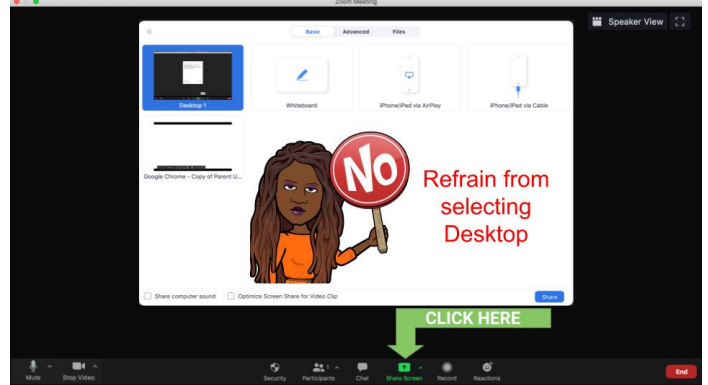 Zoom Meeting
Speaker View
Basic Advanced Files
Desktop 1 Whiteboard iPhone/iPad via AirPlay iPhone/iPad via Cable
Google Chrome - Copy of Parent U...
NO
Refrain from
selecting
Desktop
Share computer sound Optimize Screen Share for Video Clip Share
CLICK HERE
Mute Stop Video Security Participants 1 Chat Share Screen Record Reactions End